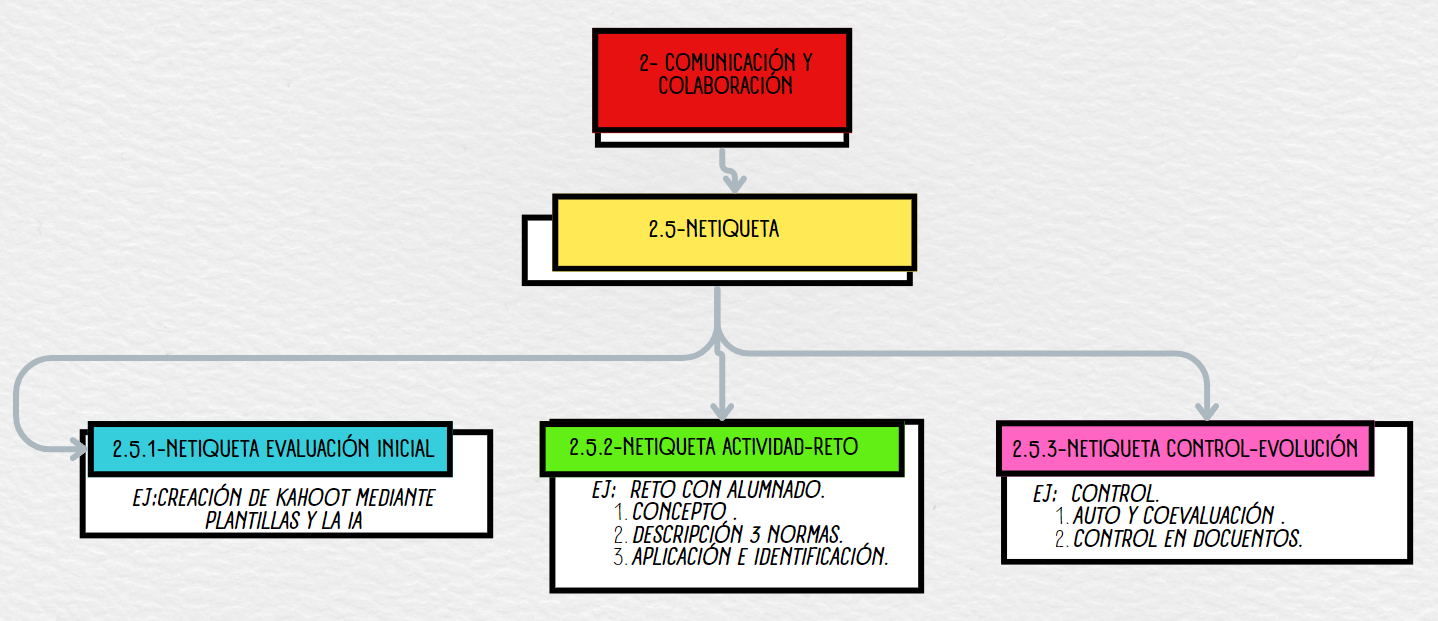 2- COMUNICACIÓN Y
COLABORACIÓN
2.5-NETIQUETA
2.5.1-NETIQUETA EVALUACIÓN INICIAL
EJ:CREACIÓN DE KAHOOT MEDIANTE
PLANTILLAS Y LA IA
2.5.2-NETIQUETA ACTIVIDAD-RETO
EJ: RETO CON ALUMNADO.
1. CONCEPTO .
2. DESCRIPCIÓN 3 NORMAS.
3. APLICACIÓN E IDENTIFICACIÓN.
2.5.3-NETIQUETA CONTROL-EVOLUCIÓN
EJ: CONTROL.
1. AUTO Y COEVALUACIÓN .
2. CONTROL EN DOCUENTOS.